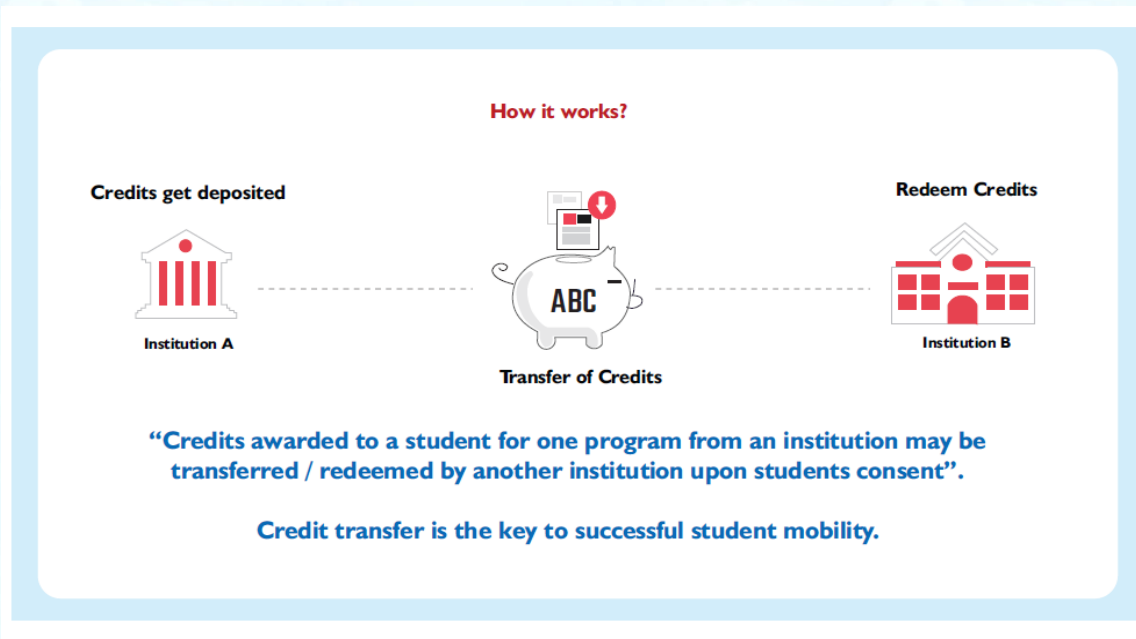 How it works?
Credits get deposited
Redeem Credits
ABC
Institution A
Institution B
Transfer of Credits
“Credits awarded to a student for one program from an institution may be
transferred / redeemed by another institution upon students consent”.
Credit transfer is the key to successful student mobility.